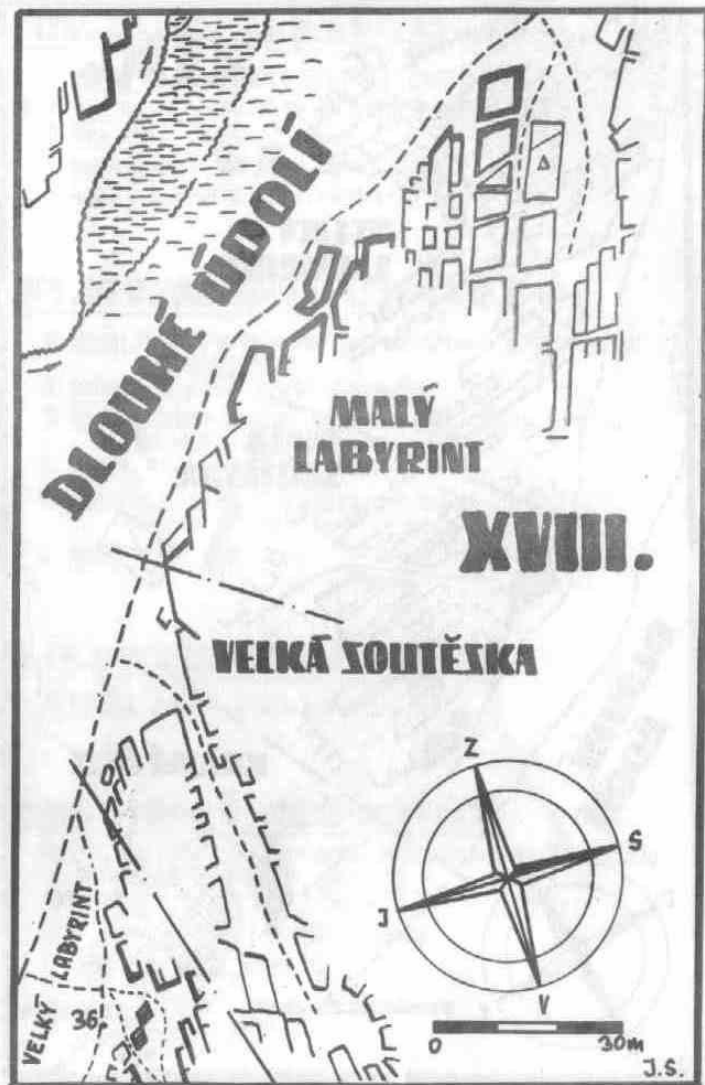 DLOUHÉ ÚDOLÍ
MALÝ
LABYRINT
XVIII.
VELKÁ SOUTĚSKA
VELKÝ LABYRINT
36
Z
S
J
V
0 30m
J.S.